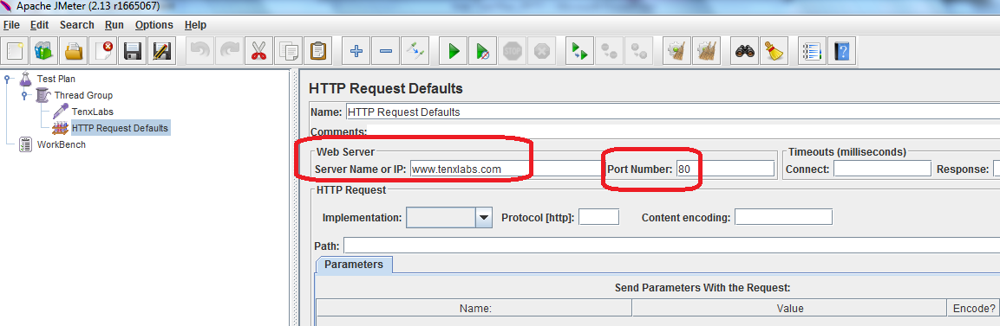 Apache JMeter (2.13 r1665067)
File Edit Search Run Options Help
Test Plan
Thread Group
TenxLabs
HTTP Request Defaults
WorkBench
HTTP Request Defaults
Name: HTTP Request Defaults
Comments:
Web Server
Server Name or IP: www.tenxlabs.com Port Number: 80
Timeouts (milliseconds)
Connect: Response:
HTTP Request
Implementation: Protocol [http]: Content encoding:
Path:
Parameters
Send Parameters With the Request:
Name: Value Encode?